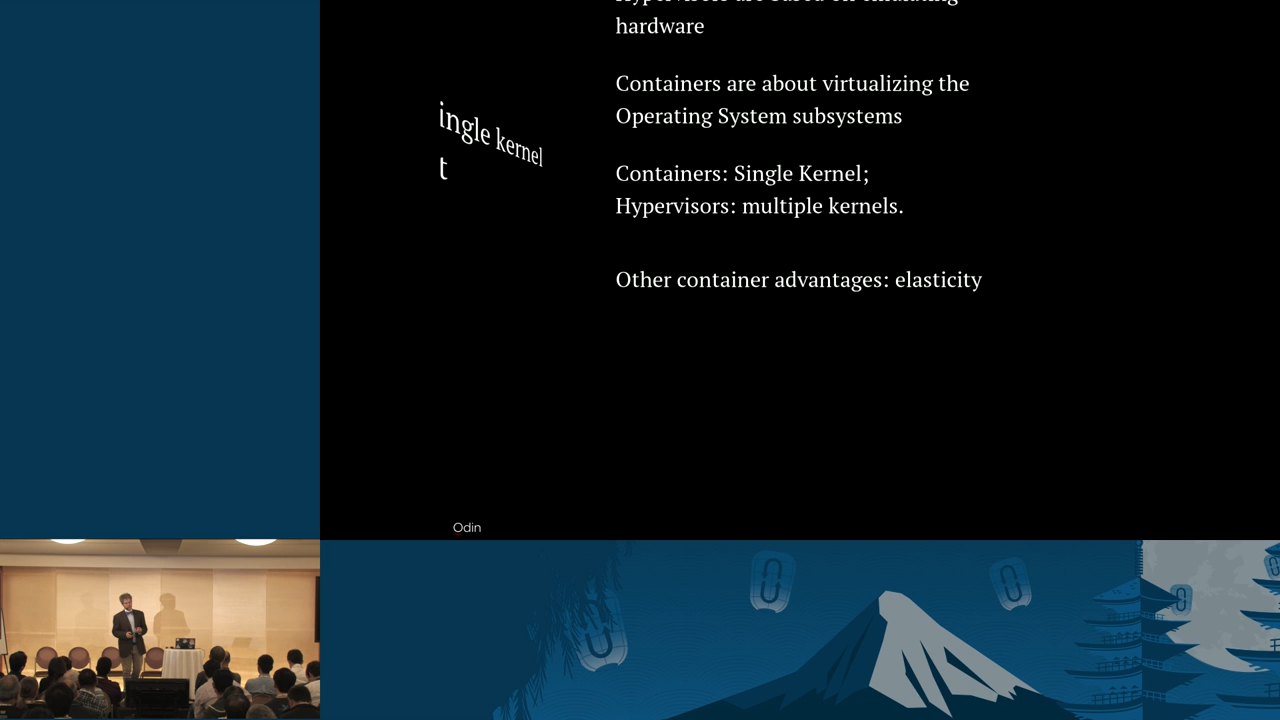 hardware
Containers are about virtualizing the
Operating System subsystems
Containers: Single Kernel;
Hypervisors: multiple kernels.
Other container advantages: elasticity
ingle kernel
t
Odin